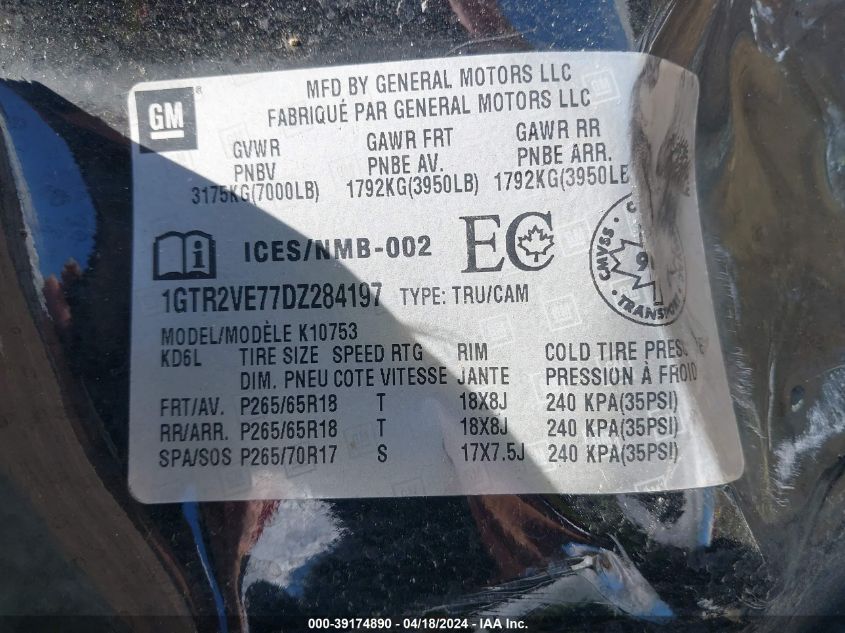 MFD BY GENERAL MOTORS LLC
FABRIQUÉ PAR GENERAL MOTORS LLC
GM ®
GVWR GAWR FRT GAWR RR
PNBV PNBE AV. PNBE ARR.
3175KG(7000LB) 1792KG(3950LB) 1792KG(3950LB
ICES/NMB-002 EC
CMVSS
1GTR2VE77DZ284197 TYPE: TRU/CAM
MODEL/MODÈLE K10753
KD6L TIRE SIZE SPEED RTG RIM COLD TIRE PRES
DIM. PNEU COTE VITESSE JANTE PRESSION À FROID
FRT/AV. P265/65R18 T 18X8J 240 KPA(35PSI)
RR/ARR. P265/65R18 T 18X8J 240 KPA(35PSI)
SPA/SOS P265/70R17 S 17X7.5J 240 KPA(35PSI)
000-39174890 - 04/18/2024 - IAA Inc.